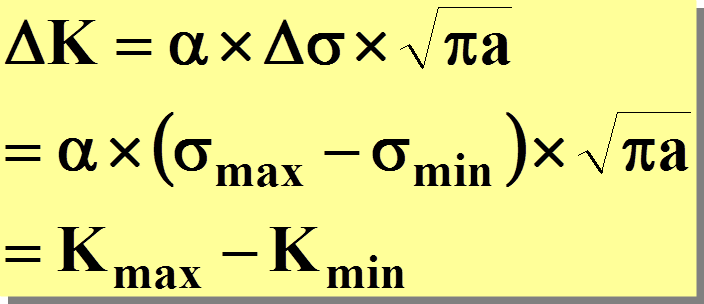 ΔK = α × Δσ × √πa
= α × (σmax − σmin) × √πa
= Kmax − Kmin